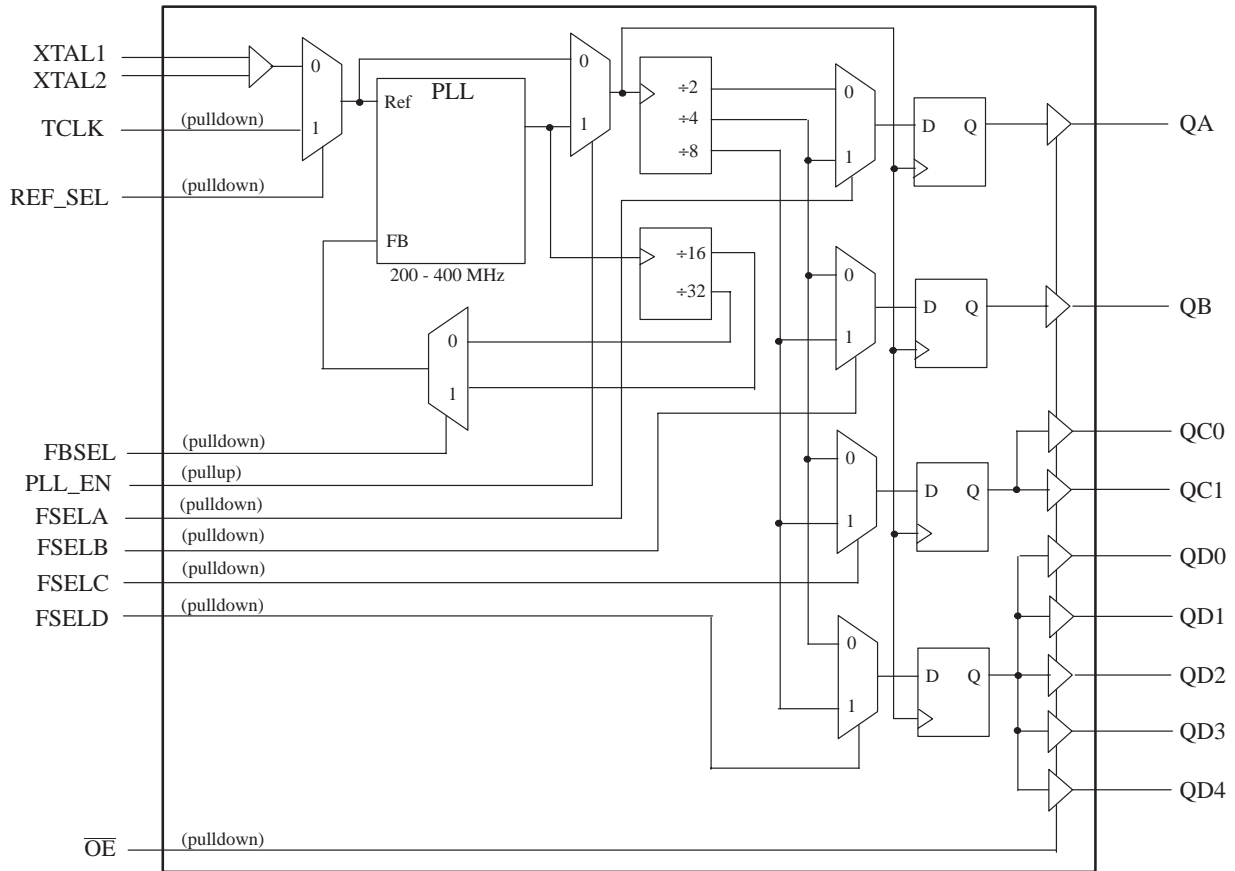 XTAL1
XTAL2
TCLK
(pulldown)
REF_SEL
(pulldown)
0
1
Ref
PLL
FB
200 - 400 MHz
0
1
÷2
÷4
÷8
÷16
÷32
0
1
FBSEL
(pulldown)
PLL_EN
(pullup)
FSELA
(pulldown)
FSELB
(pulldown)
FSELC
(pulldown)
FSELD
(pulldown)
OE
(pulldown)
0
1
D Q
QA
0
1
D Q
QB
0
1
D Q
QC0
QC1
0
1
D Q
QD0
QD1
QD2
QD3
QD4